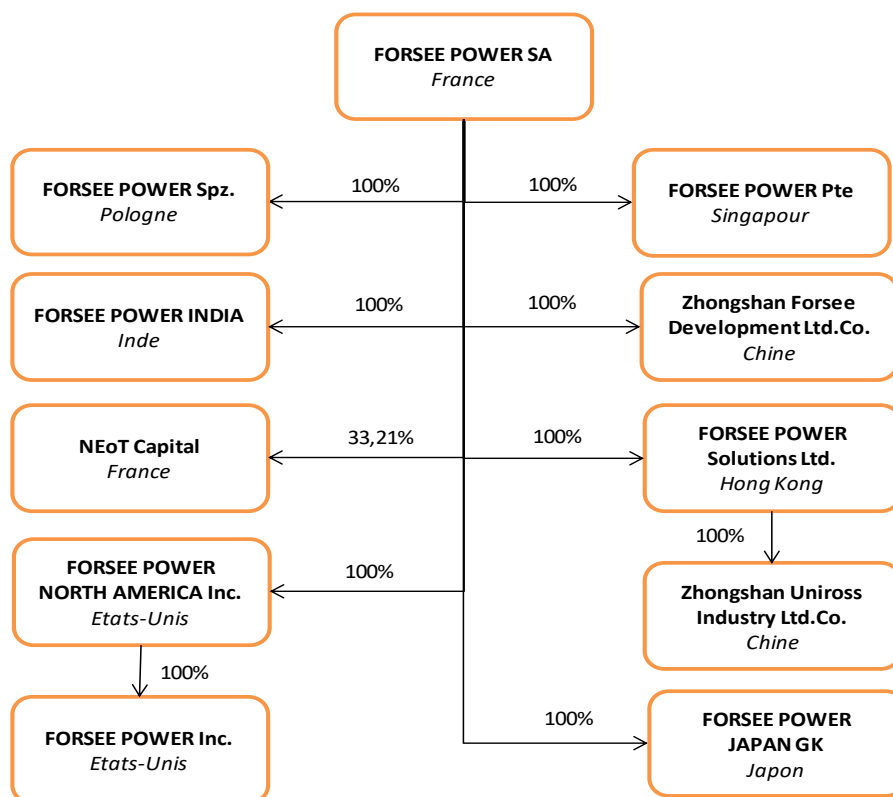 FORSEE POWER SA
France
100%
100%
FORSEE POWER Spz.
Pologne
FORSEE POWER Pte
Singapour
100%
100%
FORSEE POWER INDIA
Inde
Zhongshan Forsee
Development Ltd.Co.
Chine
33,21%
100%
NEoT Capital
France
FORSEE POWER
Solutions Ltd.
Hong Kong
100%
100%
FORSEE POWER
NORTH AMERICA Inc.
Etats-Unis
Zhongshan Uniross
Industry Ltd.Co.
Chine
100%
100%
FORSEE POWER Inc.
Etats-Unis
FORSEE POWER
JAPAN GK
Japon